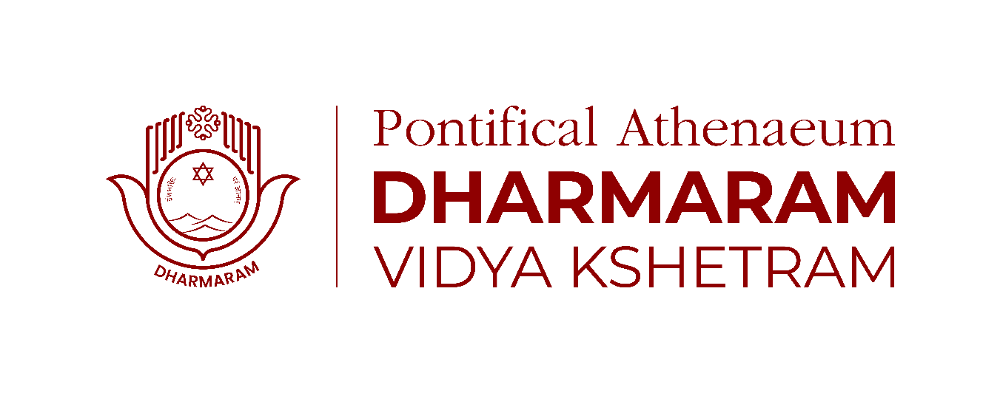 Pontifical Athenaeum
DHARMARAM
VIDYA KSHETRAM
DHARMARAM